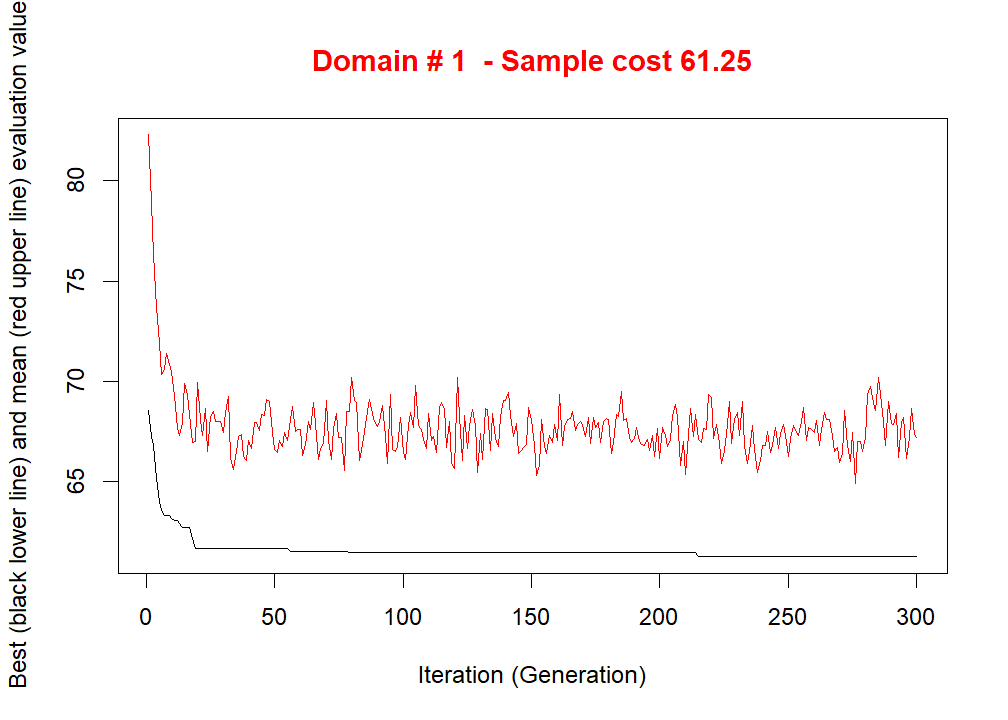 Domain # 1  - Sample cost 61.25
Best (black lower line) and mean (red upper line) evaluation value
80
75
70
65
0 50 100 150 200 250 300
Iteration (Generation)